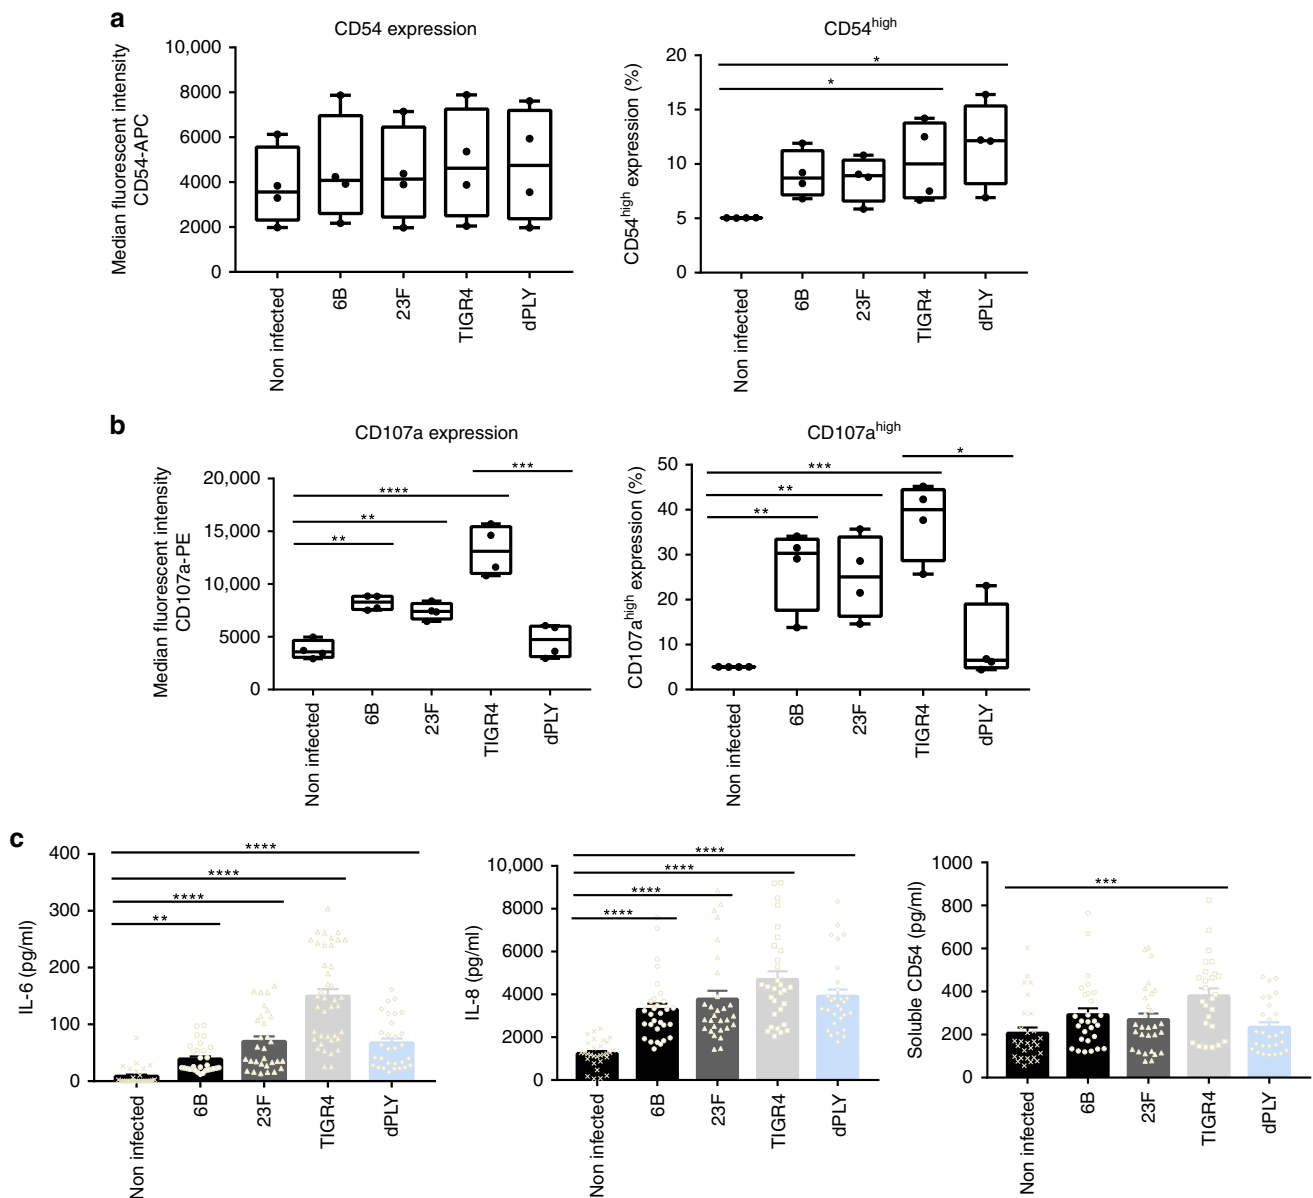 a
CD54 expression
Median fluorescent intensity
CD54-APC
10,000
8000
6000
4000
2000
0
Non infected
6B
23F
TIGR4
dPLY
CD54high
CD54high expression (%)
20
15
10
5
0
*
*
Non infected
6B
23F
TIGR4
dPLY
b
CD107a expression
Median fluorescent intensity
CD107a-PE
20,000
15,000
10,000
5000
0
***
****
**
**
Non infected
6B
23F
TIGR4
dPLY
CD107ahigh
CD107ahigh expression (%)
50
40
30
20
10
0
*
***
**
**
Non infected
6B
23F
TIGR4
dPLY
c
IL-6 (pg/ml)
400
300
200
100
0
****
****
****
**
Non infected
6B
23F
TIGR4
dPLY
IL-8 (pg/ml)
10,000
8000
6000
4000
2000
0
****
****
****
****
Non infected
6B
23F
TIGR4
dPLY
Soluble CD54 (pg/ml)
1000
800
600
400
200
0
***
Non infected
6B
23F
TIGR4
dPLY